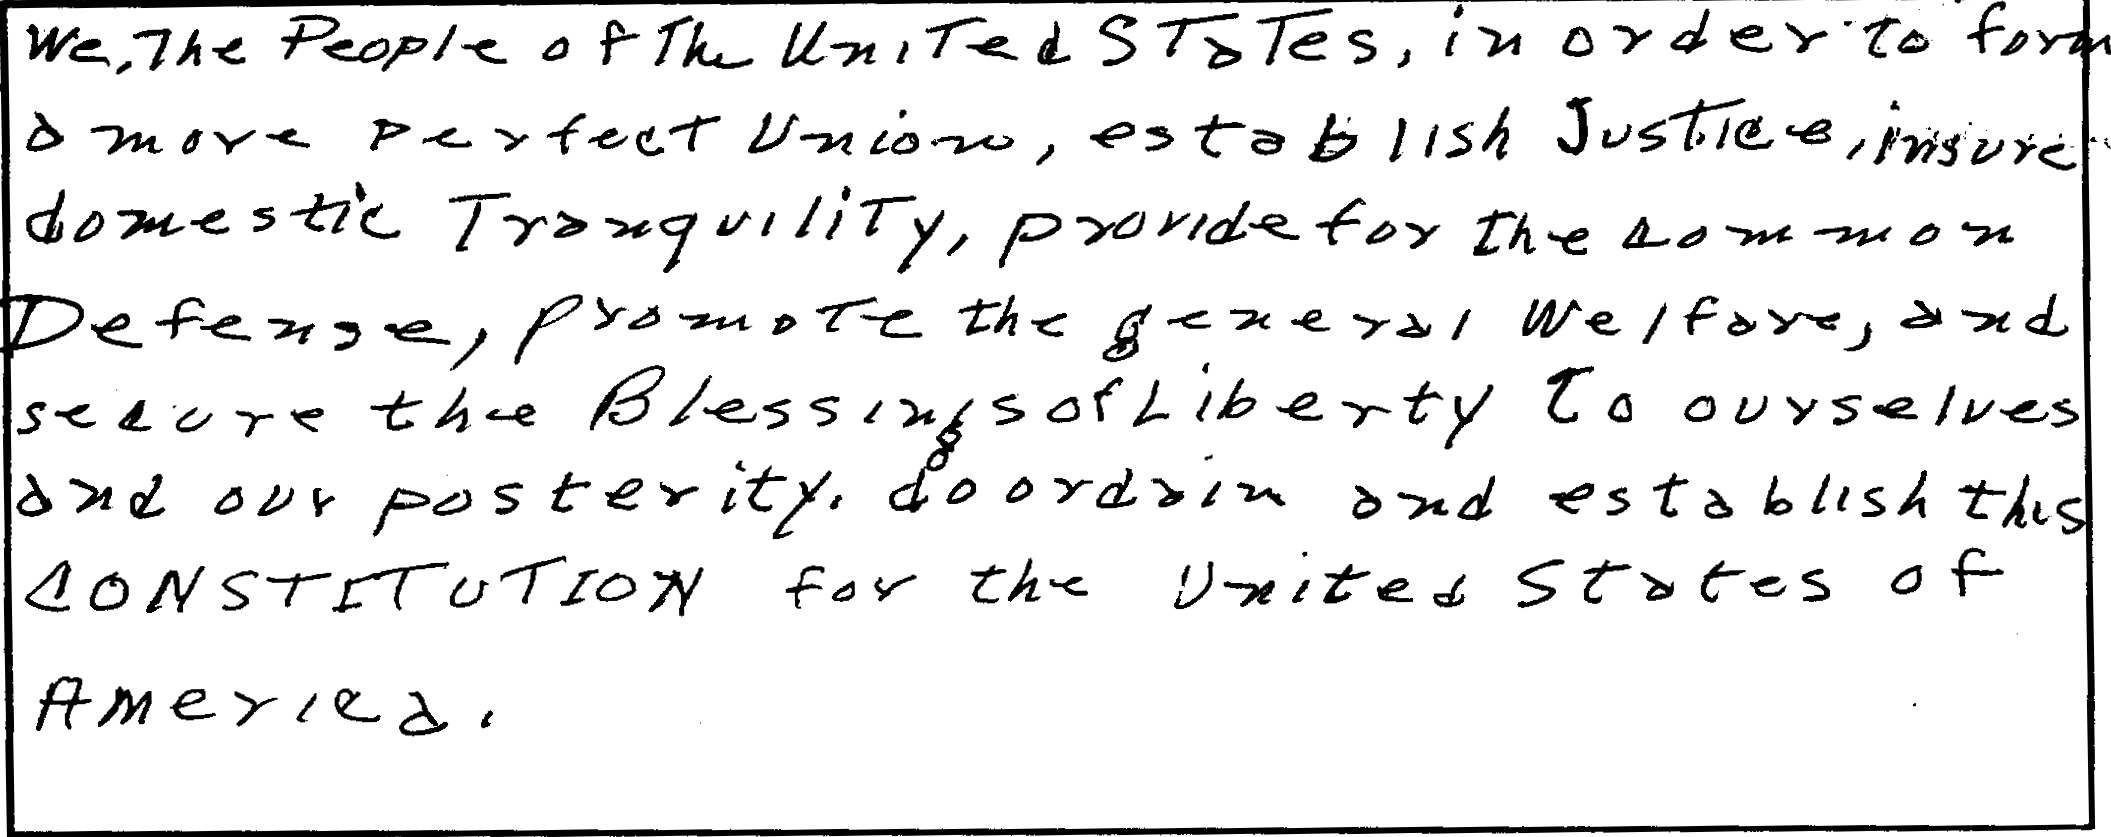 We, The People of The United States, in order to form
a more perfect Union, establish Justice, insure
domestic Tranquility, provide for the common
Defense, promote the general Welfare, and
secure the Blessings of Liberty To ourselves
and our posterity. do ordain and establish this
CONSTITUTION for the United States of
America.